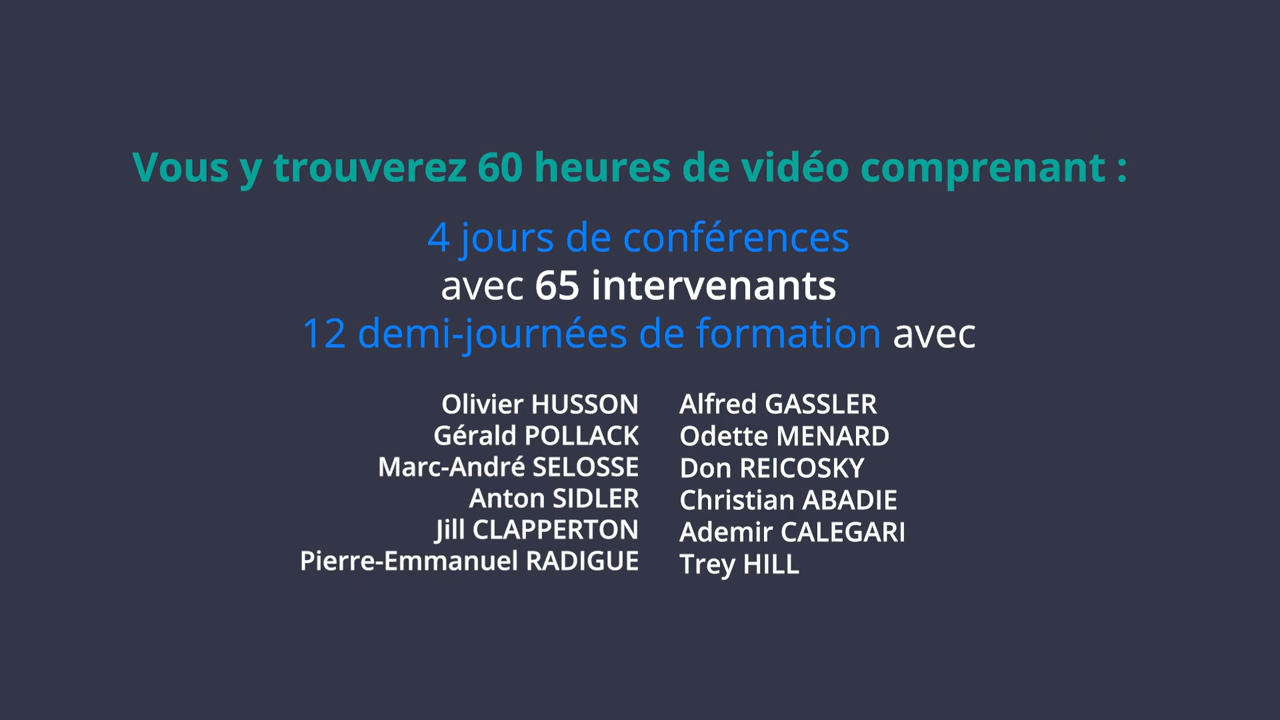 Vous y trouverez 60 heures de vidéo comprenant :
4 jours de conférences
avec 65 intervenants
12 demi-journées de formation avec
Olivier HUSSON
Gérald POLLACK
Marc-André SELOSSE
Anton SIDLER
Jill CLAPPERTON
Pierre-Emmanuel RADIGUE
Alfred GASSLER
Odette MENARD
Don REICOSKY
Christian ABADIE
Ademir CALEGARI
Trey HILL